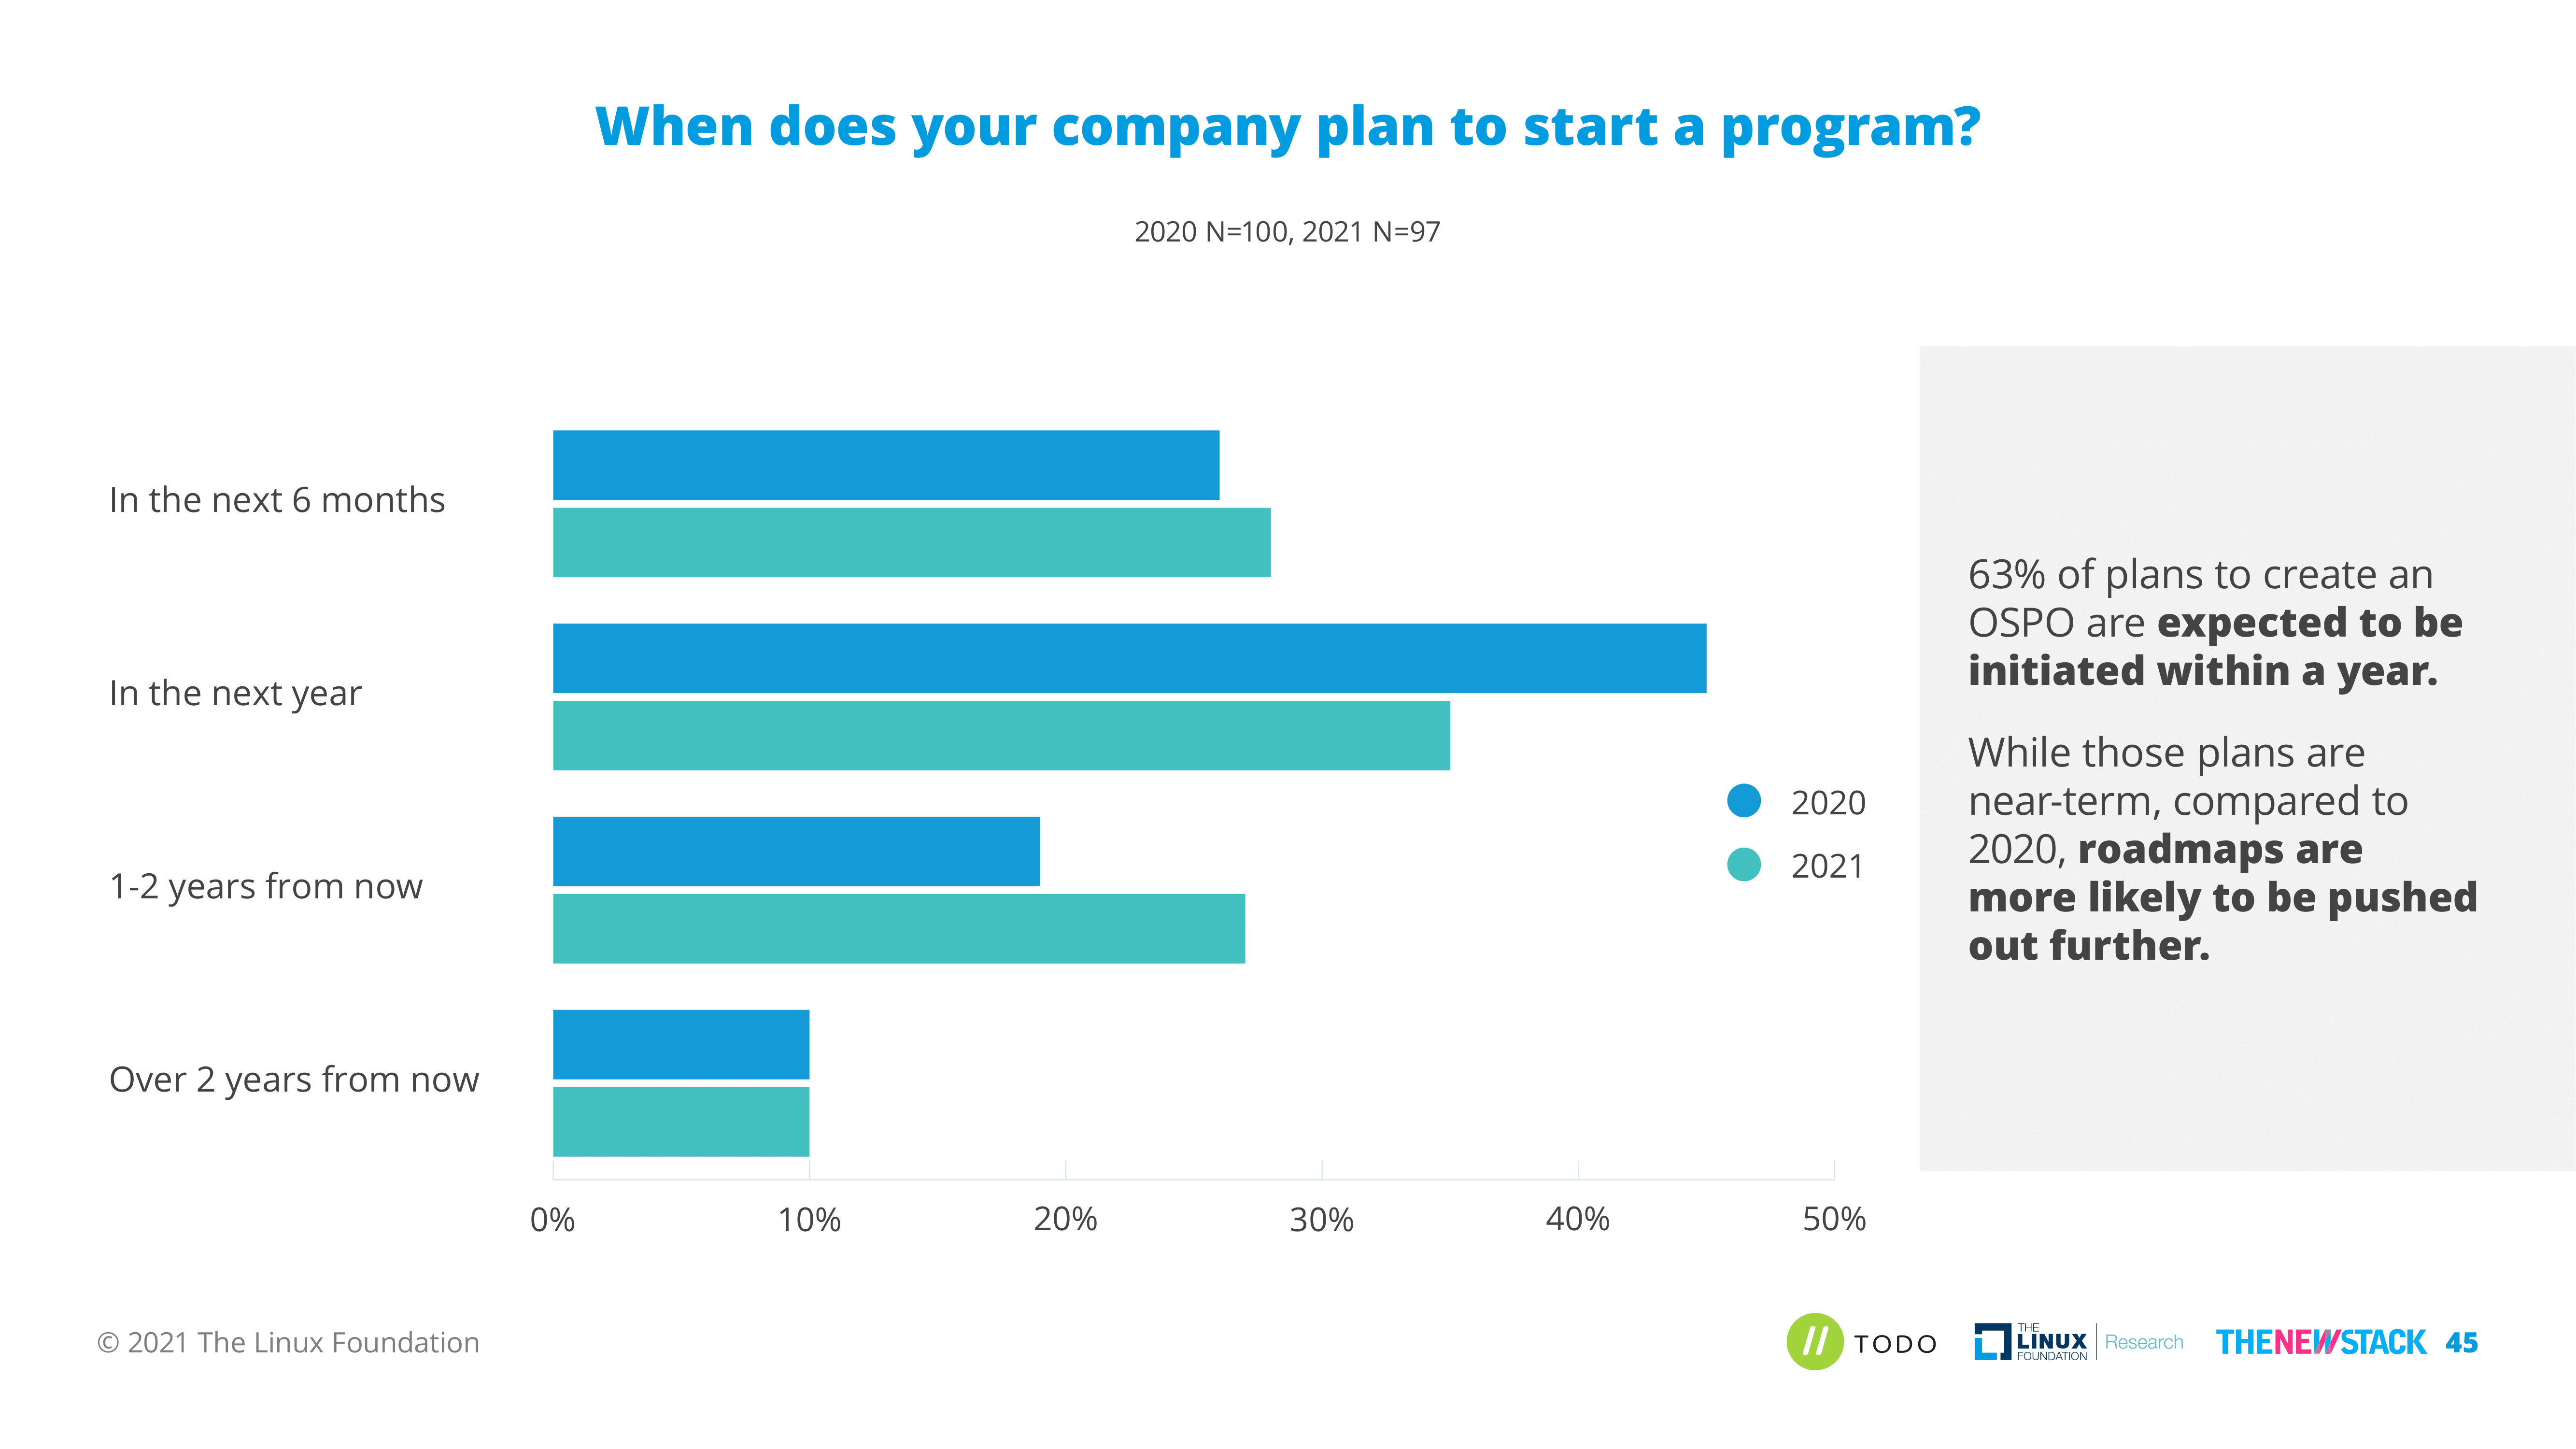 When does your company plan to start a program?
2020 N=100, 2021 N=97
In the next 6 months
In the next year
1-2 years from now
Over 2 years from now
0% 10% 20% 30% 40% 50%
2020
2021
63% of plans to create an
OSPO are expected to be
initiated within a year.
While those plans are
near-term, compared to
2020, roadmaps are
more likely to be pushed
out further.
© 2021 The Linux Foundation
TODO
THE
LINUX
FOUNDATION
Research
THENEWSTACK
45